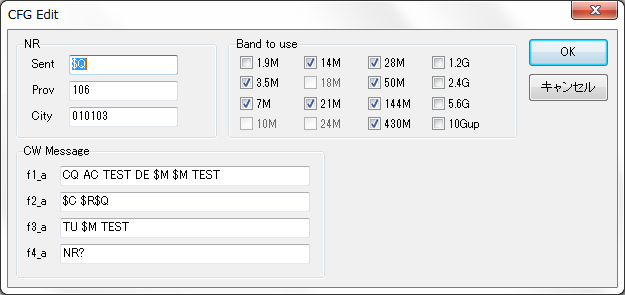 CFG Edit
NR
Sent $Q
Prov 106
City 010103
Band to use
1.9M 14M 28M 1.2G
3.5M 18M 50M 2.4G
7M 21M 144M 5.6G
10M 24M 430M 10Gup
OK
キャンセル
CW Message
f1_a CQ AC TEST DE $M $M TEST
f2_a $C $R$Q
f3_a TU $M TEST
f4_a NR?